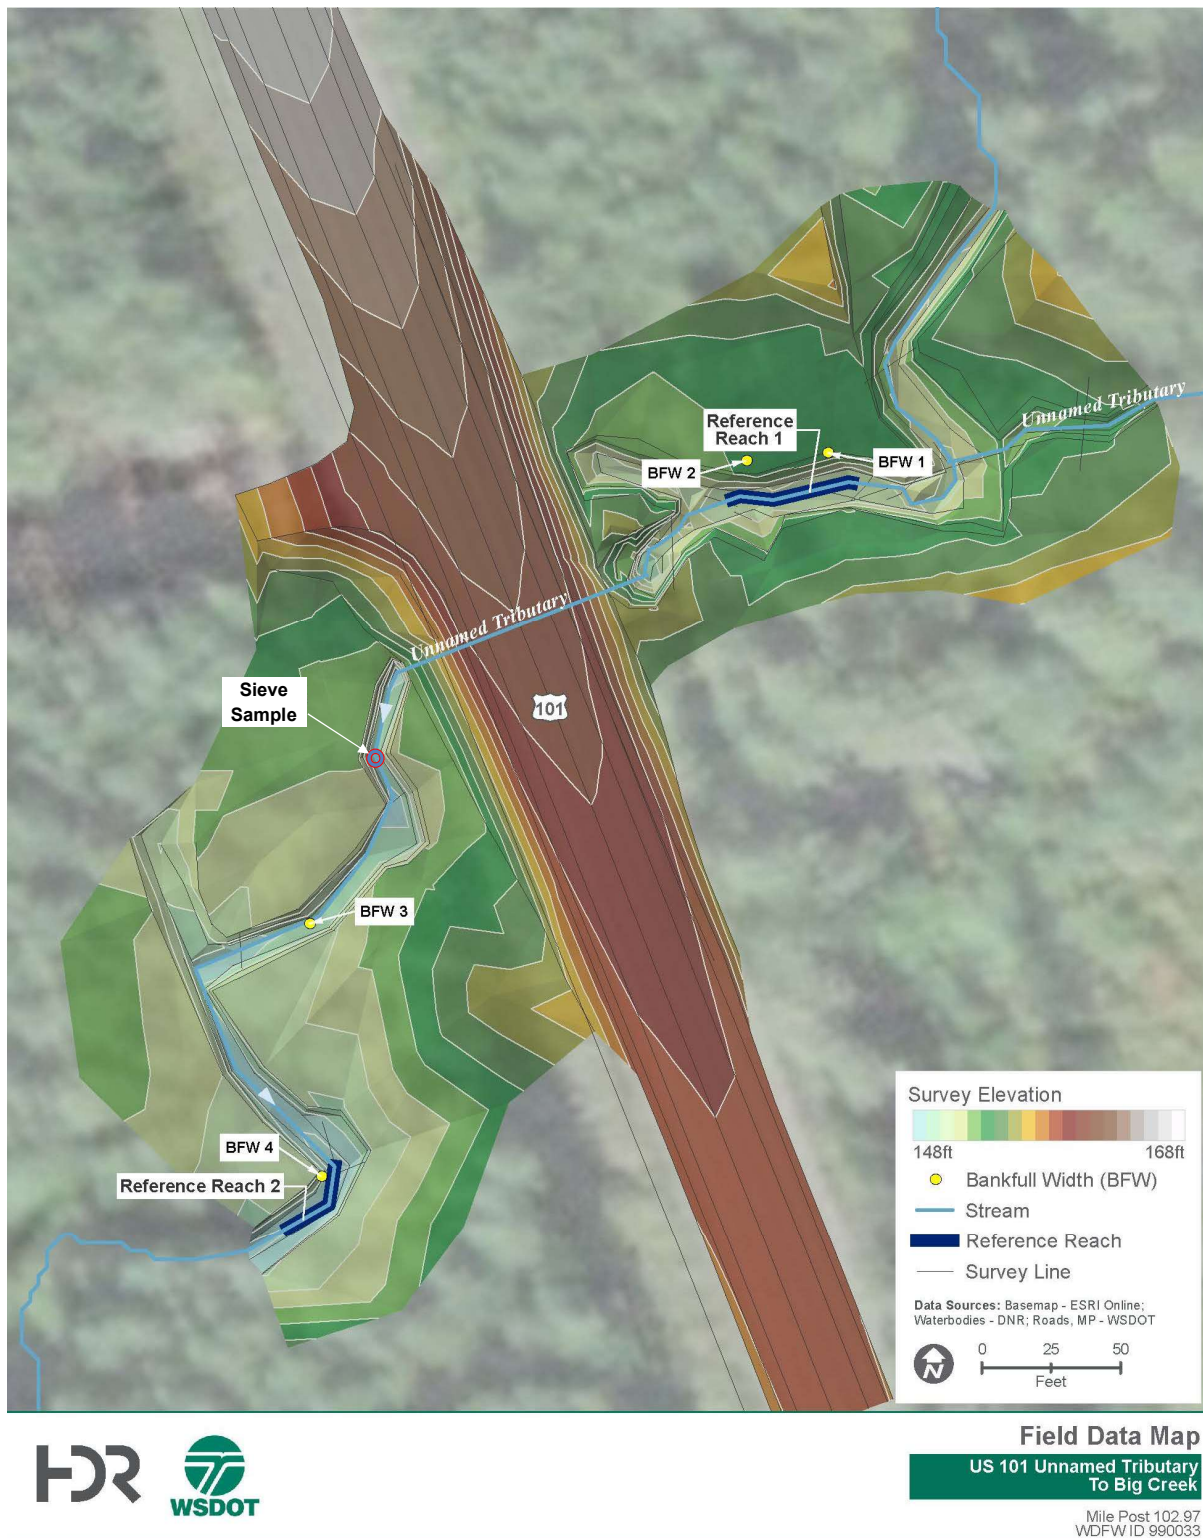 Unnamed Tributary
Reference
Reach 1
BFW 2
BFW 1
Unnamed Tributary
101
Sieve
Sample
BFW 3
BFW 4
Reference Reach 2
Survey Elevation
148ft 168ft
Bankfull Width (BFW)
Stream
Reference Reach
Survey Line
Data Sources: Basemap - ESRI Online;
Waterbodies - DNR; Roads, MP - WSDOT
N
0 25 50
Feet
HDR
WSDOT
Field Data Map
US 101 Unnamed Tributary
To Big Creek
Mile Post 102.97
WDFW ID 990033